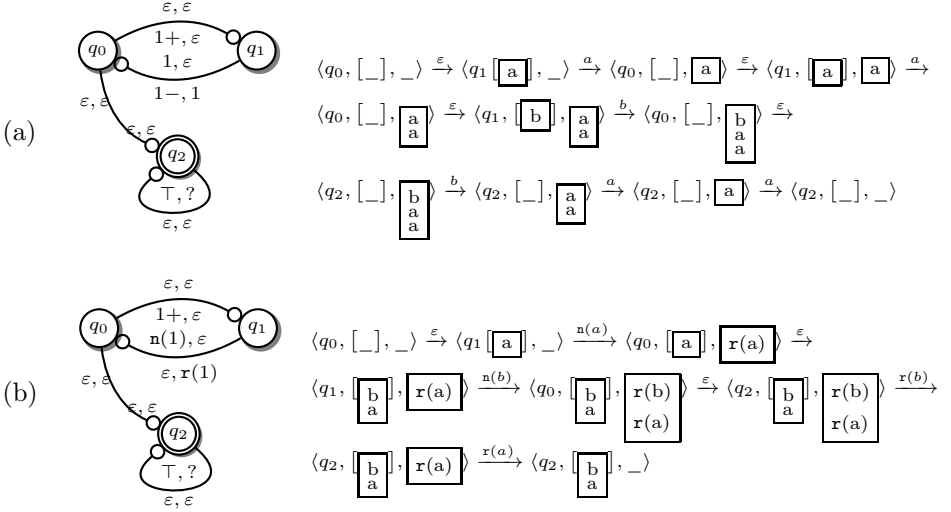 (a)
ε, ε
q0 1+, ε q1
1, ε
1−, 1
ε, ε
ε, ε
q2
⊤, ?
ε, ε
⟨q0, [_], _⟩ →ε ⟨q1 [a], _⟩ →a ⟨q0, [_], a⟩ →ε ⟨q1, [a], a⟩ →a
⟨q0, [_], a a⟩ →ε ⟨q1, [b], a a⟩ →b ⟨q0, [_], b a a⟩ →ε
⟨q2, [_], b a a⟩ →b ⟨q2, [_], a a⟩ →a ⟨q2, [_], a⟩ →a ⟨q2, [_], _⟩
(b)
ε, ε
q0 1+, ε q1
n(1), ε
ε, r(1)
ε, ε
ε, ε
q2
⊤, ?
ε, ε
⟨q0, [_], _⟩ →ε ⟨q1 [a], _⟩ →n(a) ⟨q0, [a], r(a)⟩ →ε
⟨q1, [b a], r(a)⟩ →n(b) ⟨q0, [b a], r(b) r(a)⟩ →ε ⟨q2, [b a], r(b) r(a)⟩ →r(b)
⟨q2, [b a], r(a)⟩ →r(a) ⟨q2, [b a], _⟩